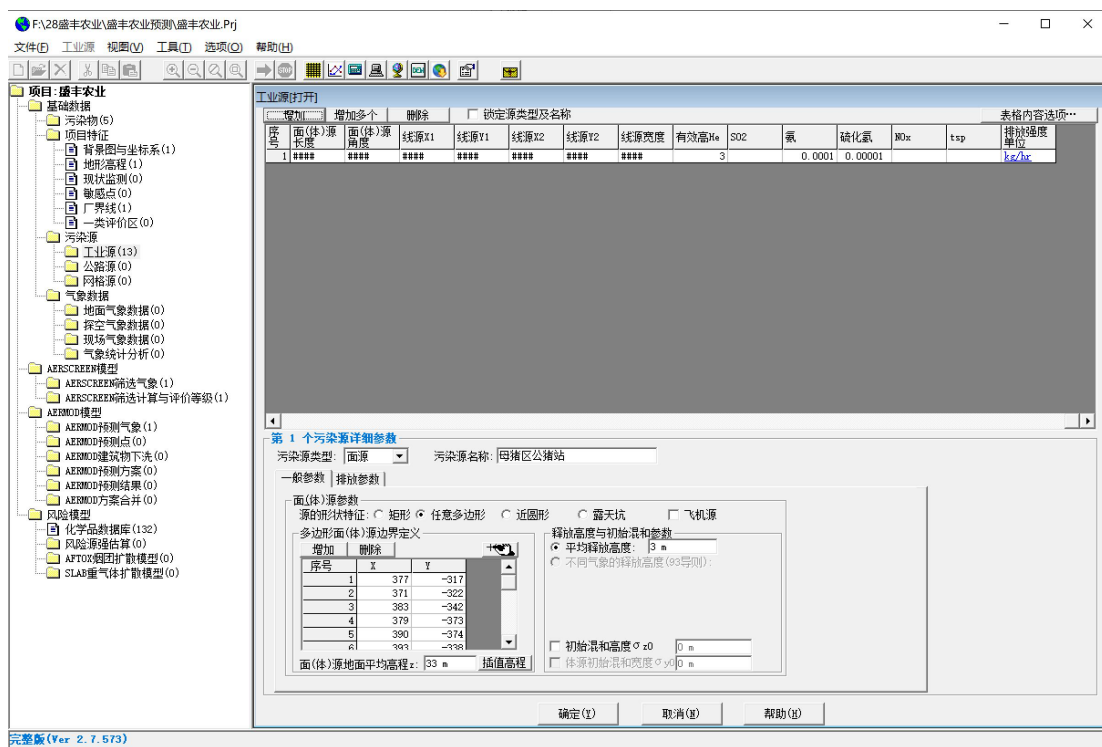 F:\28盛丰农业\盛丰农业预测\盛丰农业.Prj
文件(F) 工业源 视图(V) 工具(T) 选项(O) 帮助(H)
项目:盛丰农业
基础数据
污染物(5)
项目特征
背景图与坐标系(1)
地形高程(1)
现状监测(0)
敏感点(0)
厂界线(1)
一类评价区(0)
污染源
工业源(13)
公路源(0)
网格源(0)
气象数据
地面气象数据(0)
探空气象数据(0)
现场气象数据(0)
气象统计分析(0)
AERSCREEN模型
AERSCREEN筛选气象(1)
AERSCREEN筛选计算与评价等级(1)
AERMOD模型
AERMOD预测气象(1)
AERMOD预测点(0)
AERMOD建筑物下洗(0)
AERMOD预测方案(0)
AERMOD预测结果(0)
AERMOD方案合并(0)
风险模型
化学品数据库(132)
风险源强估算(0)
AFTOX烟团扩散模型(0)
SLAB重气体扩散模型(0)
工业源[打开]
增加 增加多个 删除 锁定源类型及名称 表格内容选项…
序号 面(体)源长度 面(体)源角度 线源X1 线源Y1 线源X2 线源Y2 线源宽度 有效高He SO2 氨 硫化氢 NOx tsp 排放强度单位
1 #### #### #### #### #### #### #### 3 0.0001 0.00001 kg/hr
第 1 个污染源详细参数
污染源类型: 面源 污染源名称: 母猪区公猪站
一般参数 排放参数
面(体)源参数
源的形状特征: 矩形 任意多边形 近圆形 露天坑 飞机源
多边形面(体)源边界定义
增加 删除
序号 X Y
1 377 -317
2 371 -322
3 383 -342
4 379 -373
5 390 -374
6 393 -338
面(体)源地面平均高程z: 33 m 插值高程
释放高度与初始混和参数
平均释放高度: 3 m
不同气象的释放高度(93导则):
初始混和高度σz0 0 m
体源初始混和宽度σy0 0 m
确定(Y) 取消(N) 帮助(H)
完整版(Ver 2.7.573)